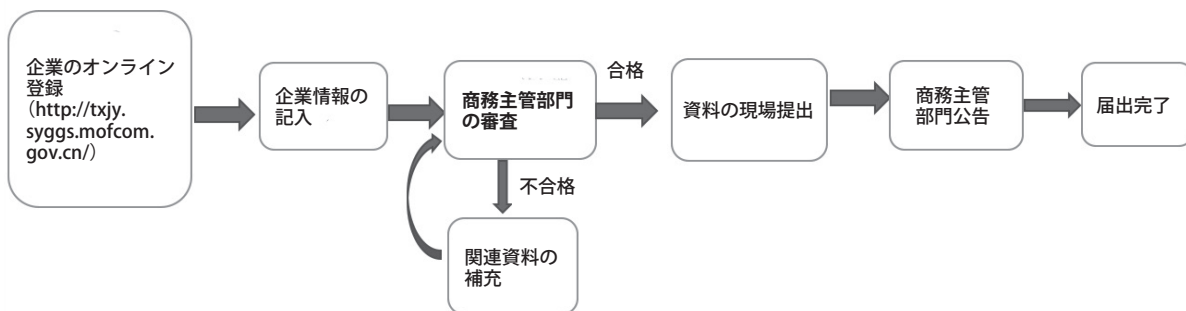 企業のオンライン
登録
（http://txjy.
syggs.mofcom.
gov.cn/）
企業情報の
記入
商務主管部門
の審査
合格
資料の現場提出
商務主管
部門公告
届出完了
不合格
関連資料の
補充